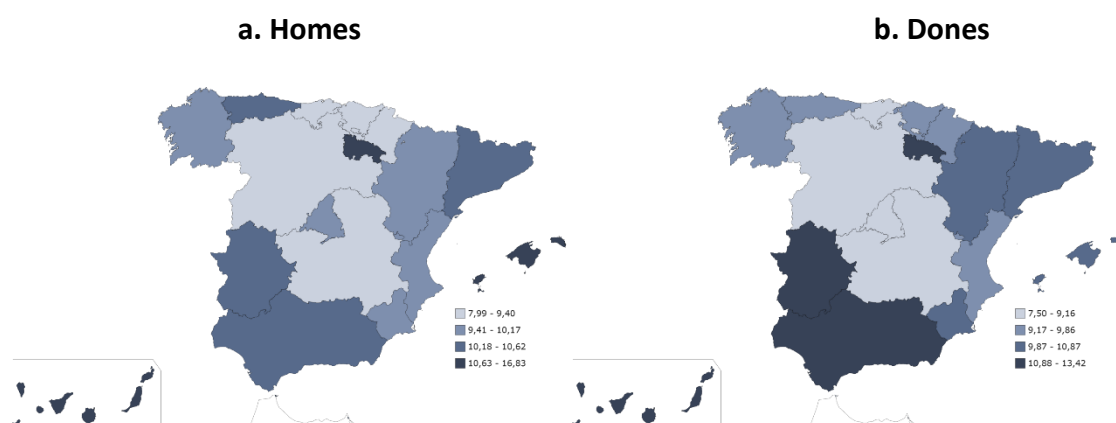 a. Homes
b. Dones
7,99 - 9,40
9,41 - 10,17
10,18 - 10,62
10,63 - 16,83
7,50 - 9,16
9,17 - 9,86
9,87 - 10,87
10,88 - 13,42